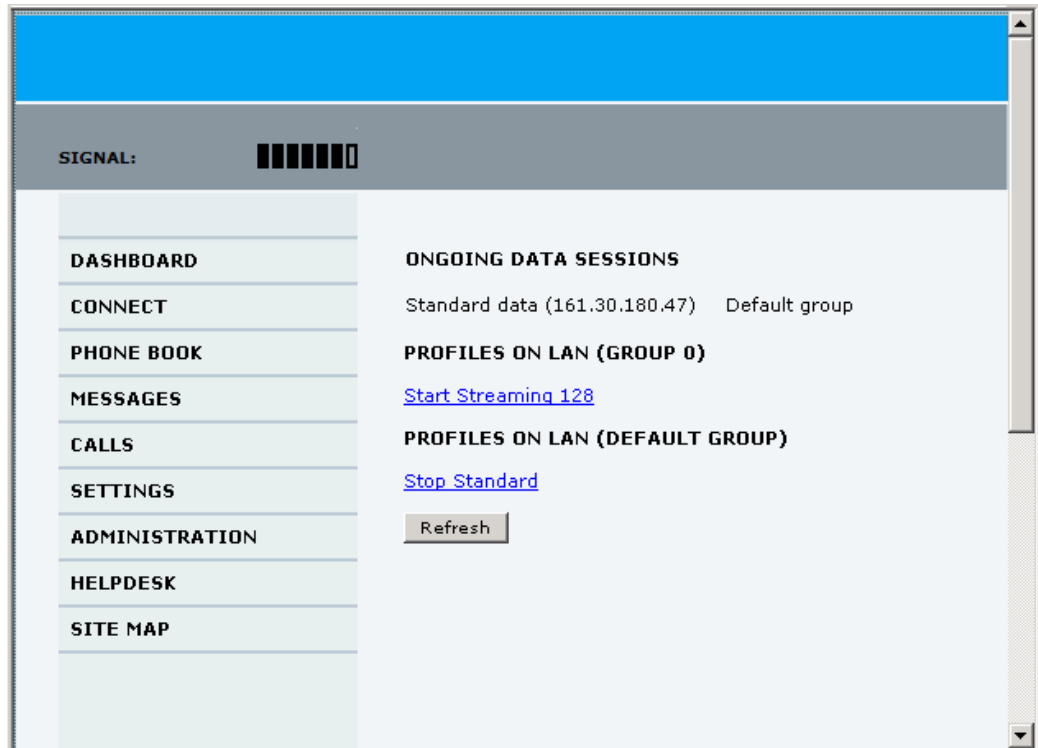 SIGNAL:
DASHBOARD
CONNECT
PHONE BOOK
MESSAGES
CALLS
SETTINGS
ADMINISTRATION
HELPDESK
SITE MAP
ONGOING DATA SESSIONS
Standard data (161.30.180.47) Default group
PROFILES ON LAN (GROUP 0)
Start Streaming 128
PROFILES ON LAN (DEFAULT GROUP)
Stop Standard
Refresh